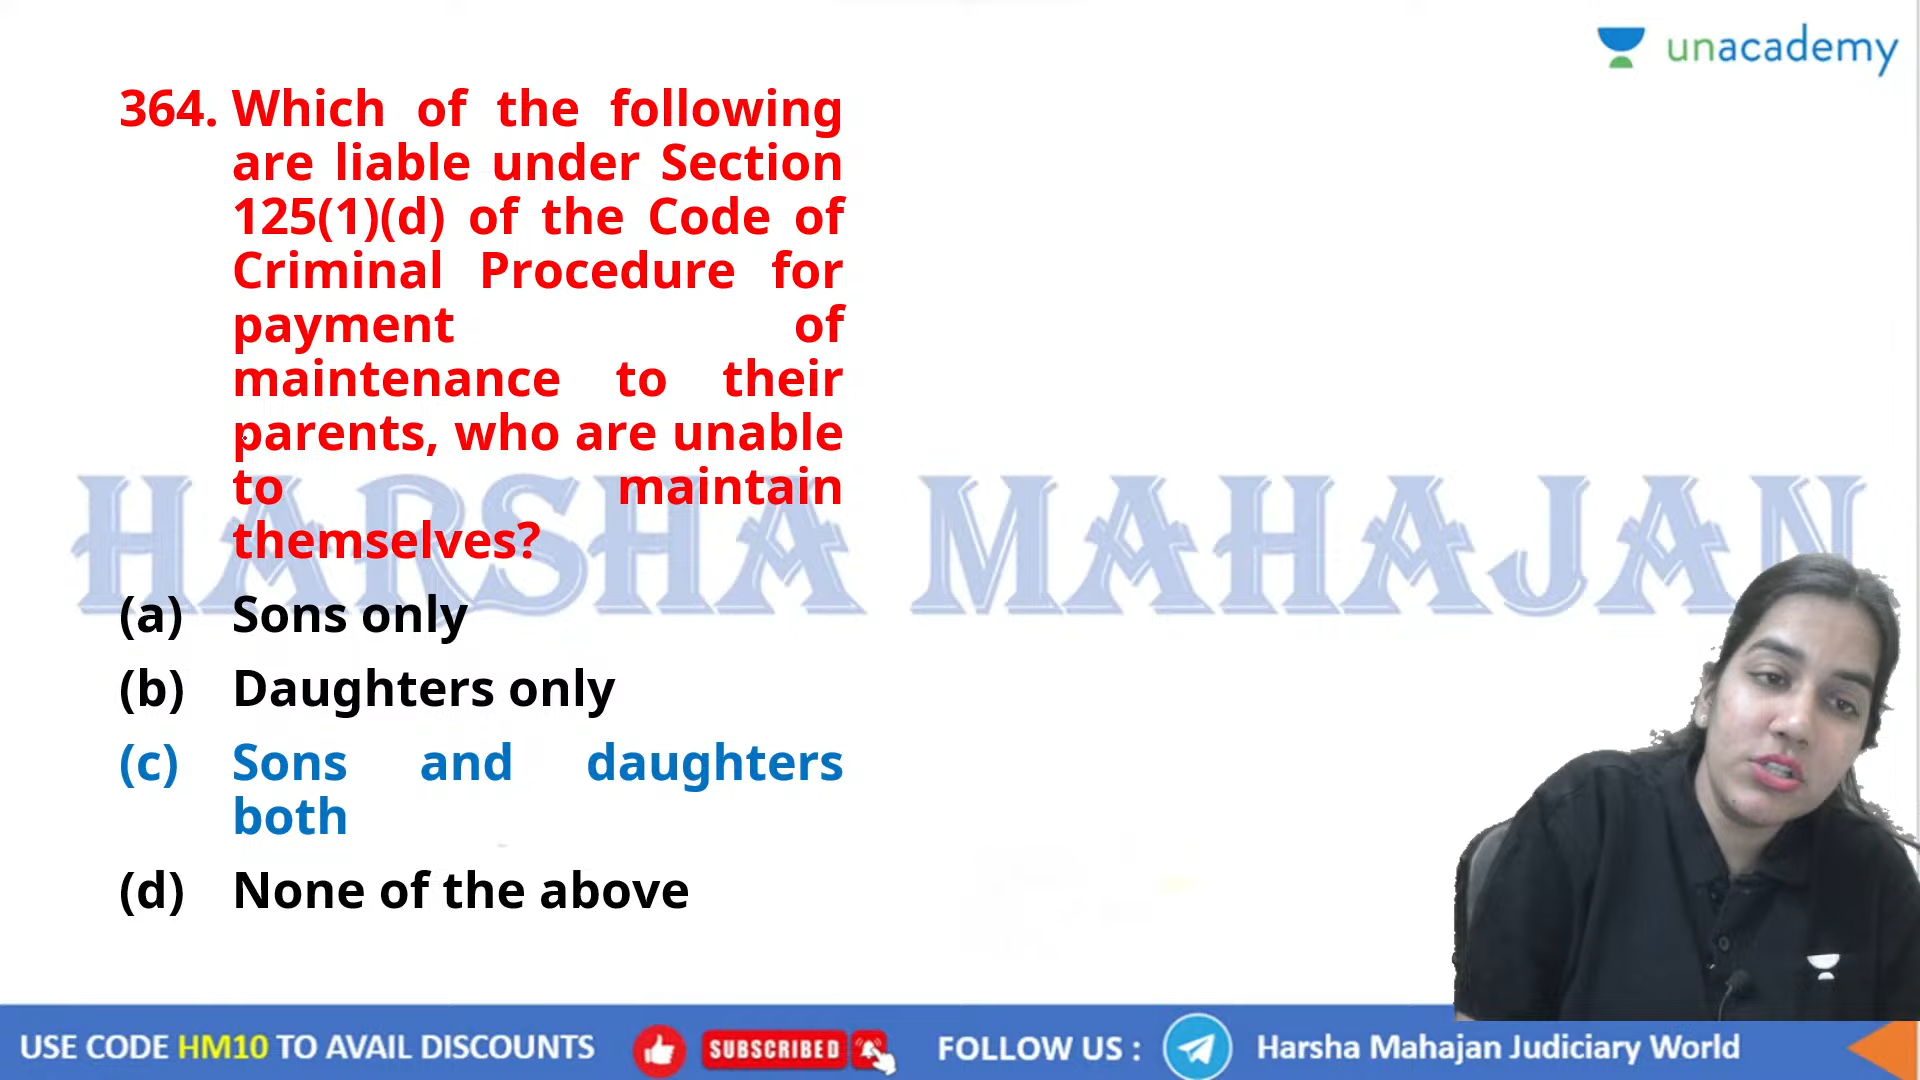 unacademy
364. Which of the following
are liable under Section
125(1)(d) of the Code of
Criminal Procedure for
payment of
maintenance to their
parents, who are unable
to maintain
themselves?
HARSHA MAHAJAN
(a) Sons only
(b) Daughters only
(c) Sons and daughters
both
(d) None of the above
USE CODE HM10 TO AVAIL DISCOUNTS SUBSCRIBED FOLLOW US : Harsha Mahajan Judiciary World